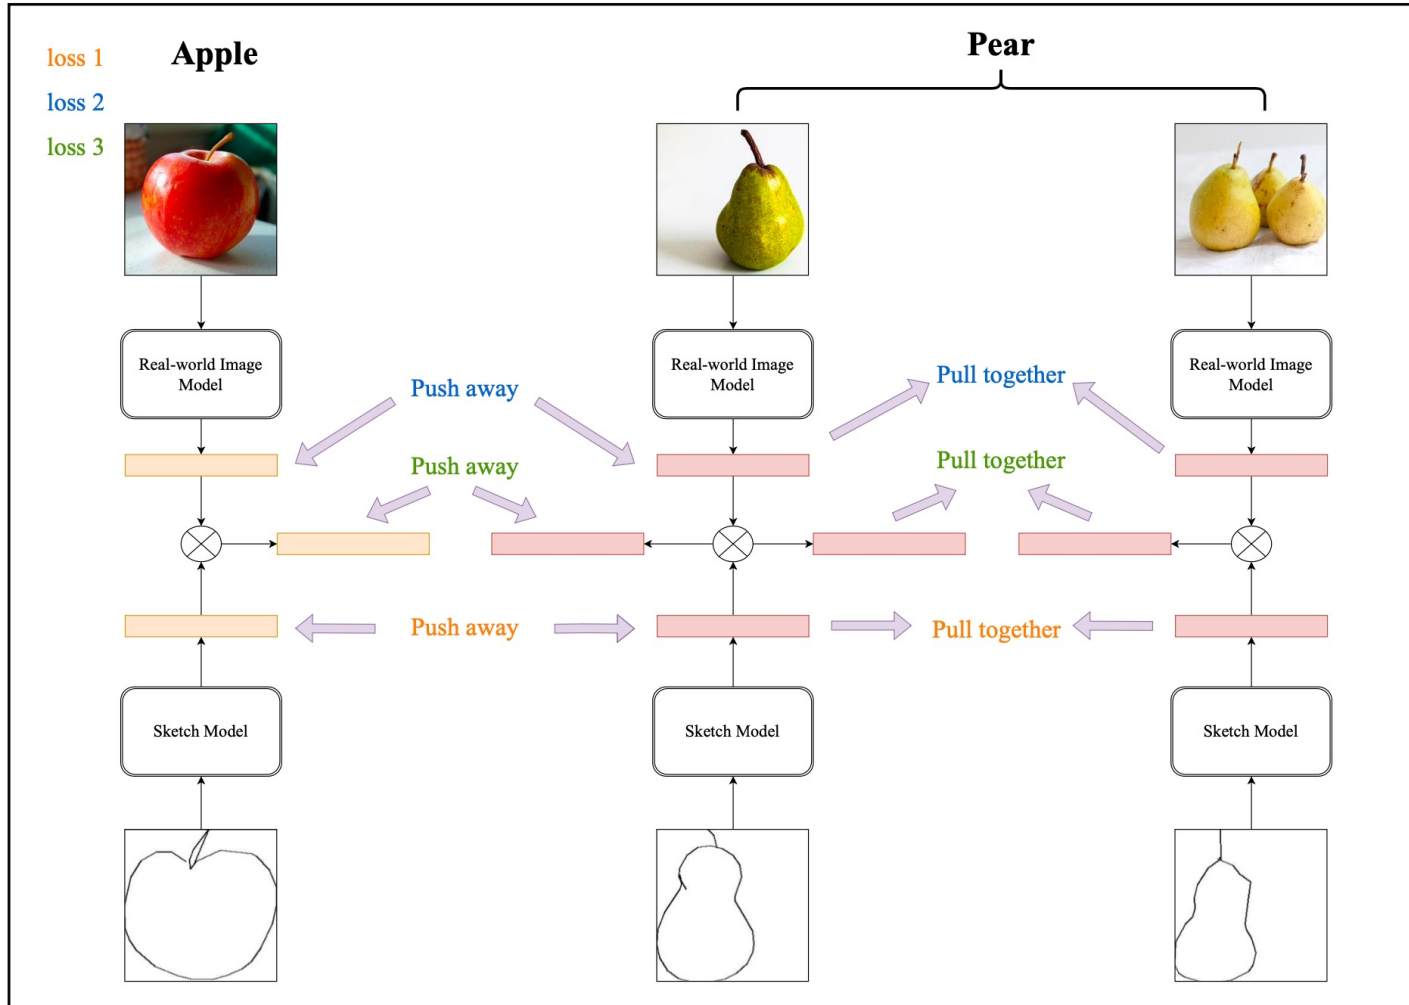 loss 1
loss 2
loss 3
Apple
Pear
Real-world Image
Model
Real-world Image
Model
Real-world Image
Model
Push away
Pull together
Push away
Pull together
Push away
Pull together
Sketch Model
Sketch Model
Sketch Model